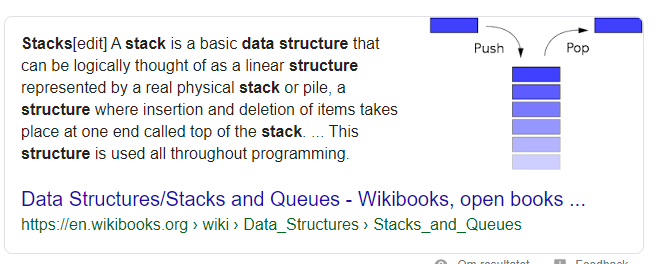 Stacks[edit] A stack is a basic data structure that
can be logically thought of as a linear structure
represented by a real physical stack or pile, a
structure where insertion and deletion of items takes
place at one end called top of the stack. ... This
structure is used all throughout programming.
Push
Pop
Data Structures/Stacks and Queues - Wikibooks, open books ...
https://en.wikibooks.org › wiki › Data_Structures › Stacks_and_Queues
Om resultatet
Feedback